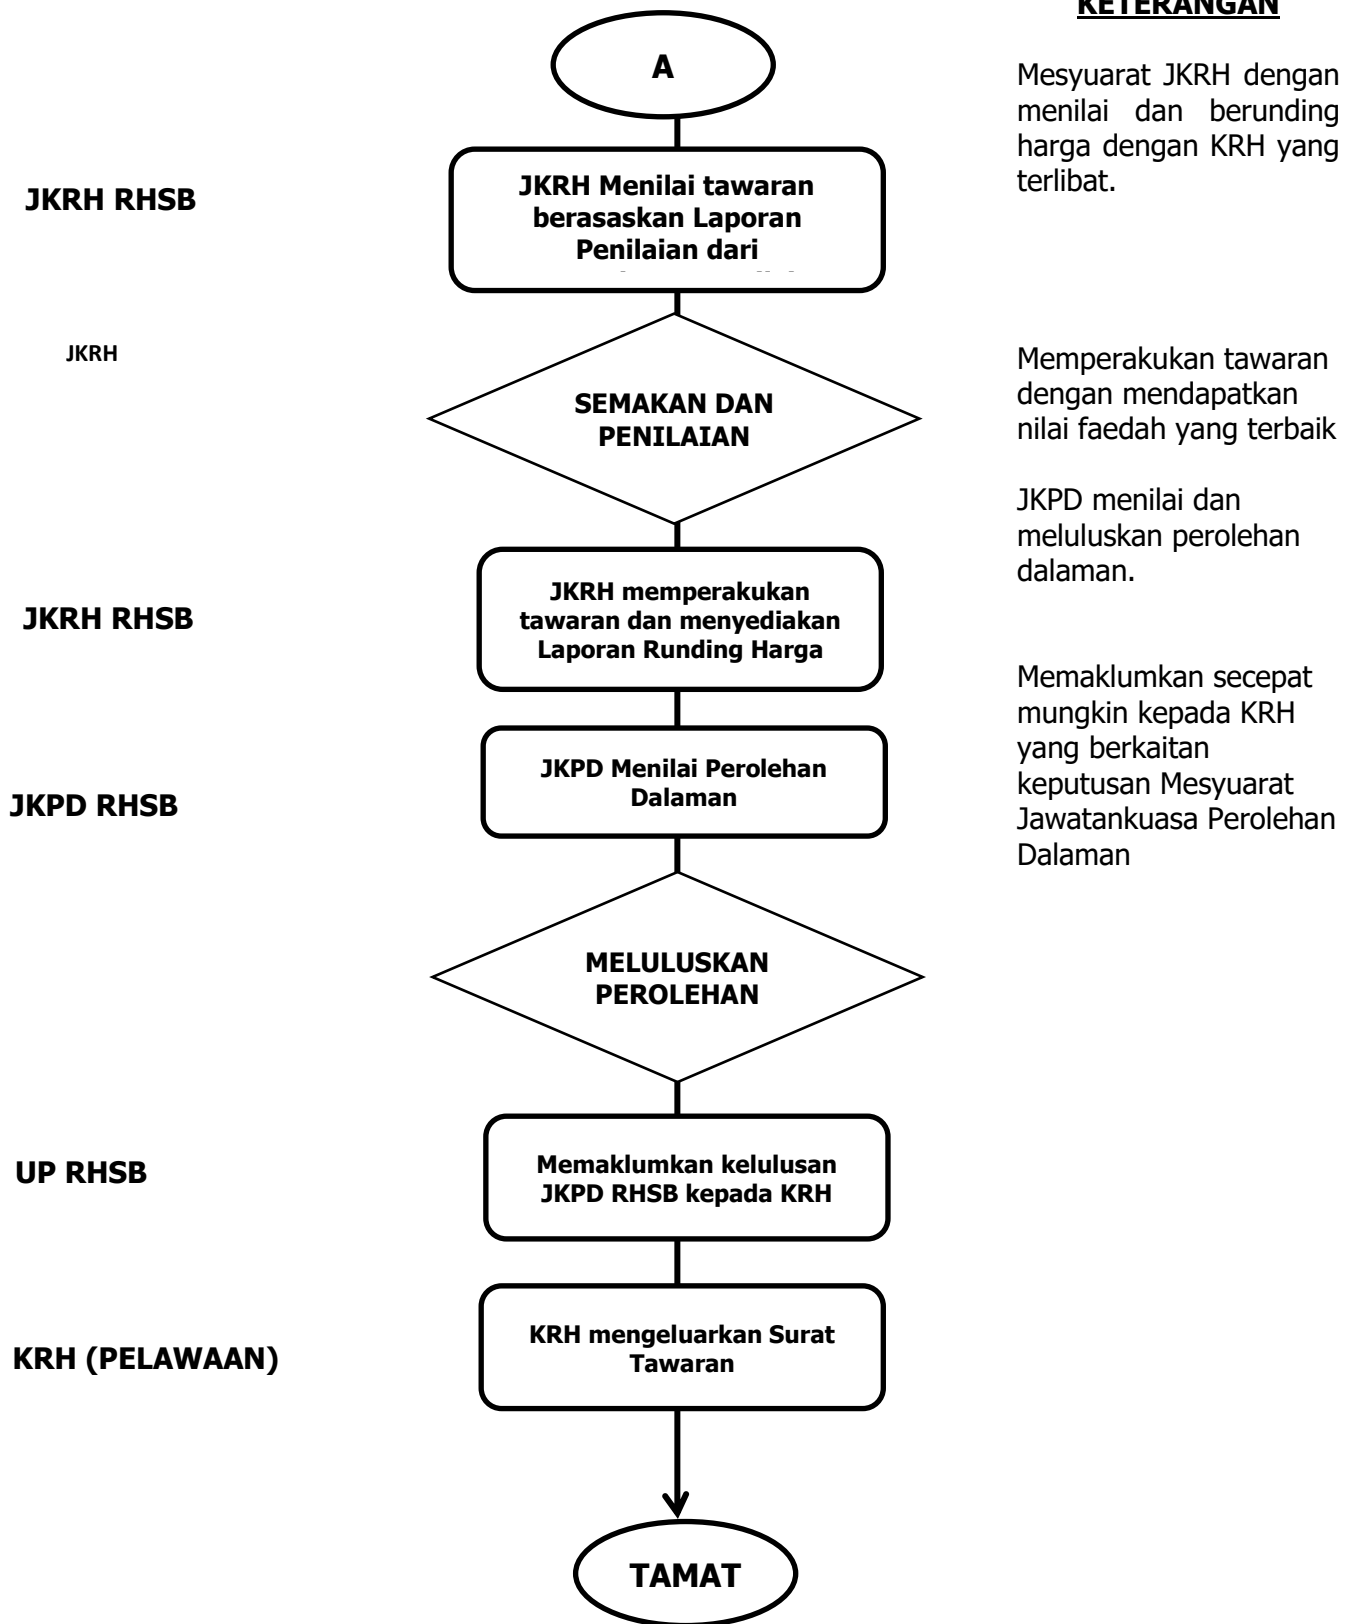 KETERANGAN
A
Mesyuarat JKRH dengan
menilai dan berunding
harga dengan KRH yang
terlibat.
JKRH RHSB
JKRH Menilai tawaran
berasaskan Laporan
Penilaian dari
JKRH
SEMAKAN DAN
PENILAIAN
Memperakukan tawaran
dengan mendapatkan
nilai faedah yang terbaik
JKPD menilai dan
meluluskan perolehan
dalaman.
JKRH RHSB
JKRH memperakukan
tawaran dan menyediakan
Laporan Runding Harga
Memaklumkan secepat
mungkin kepada KRH
yang berkaitan
keputusan Mesyuarat
Jawatankuasa Perolehan
Dalaman
JKPD RHSB
JKPD Menilai Perolehan
Dalaman
MELULUSKAN
PEROLEHAN
UP RHSB
Memaklumkan kelulusan
JKPD RHSB kepada KRH
KRH (PELAWAAN)
KRH mengeluarkan Surat
Tawaran
TAMAT